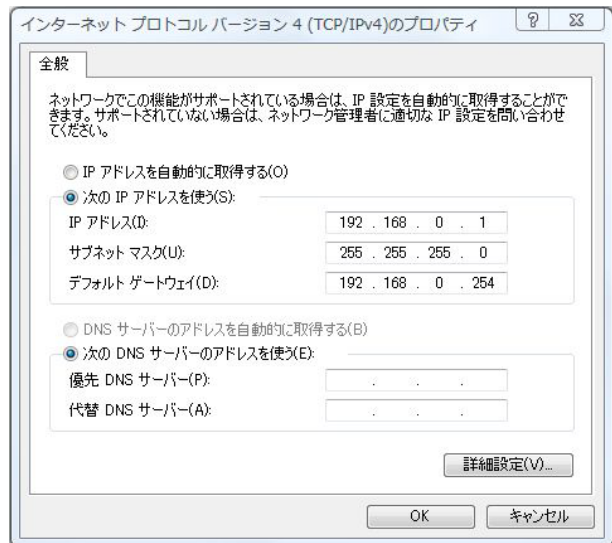 インターネット プロトコル バージョン 4 (TCP/IPv4)のプロパティ
全般
ネットワークでこの機能がサポートされている場合は、IP 設定を自動的に取得することがで
きます。サポートされていない場合は、ネットワーク管理者に適切な IP 設定を問い合わせ
てください。
IP アドレスを自動的に取得する(O)
次の IP アドレスを使う(S):
IP アドレス(I): 192 . 168 . 0 . 1
サブネット マスク(U): 255 . 255 . 255 . 0
デフォルト ゲートウェイ(D): 192 . 168 . 0 . 254
DNS サーバーのアドレスを自動的に取得する(B)
次の DNS サーバーのアドレスを使う(E):
優先 DNS サーバー(P): . . .
代替 DNS サーバー(A): . . .
詳細設定(V)...
OK キャンセル